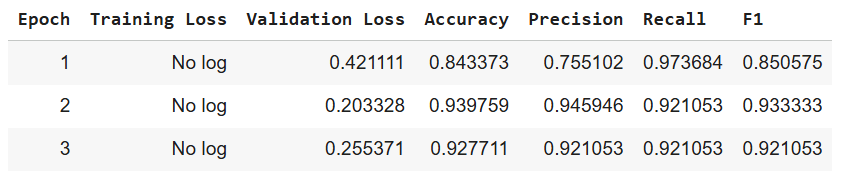 Epoch Training Loss Validation Loss Accuracy Precision Recall F1
1 No log 0.421111 0.843373 0.755102 0.973684 0.850575
2 No log 0.203328 0.939759 0.945946 0.921053 0.933333
3 No log 0.255371 0.927711 0.921053 0.921053 0.921053